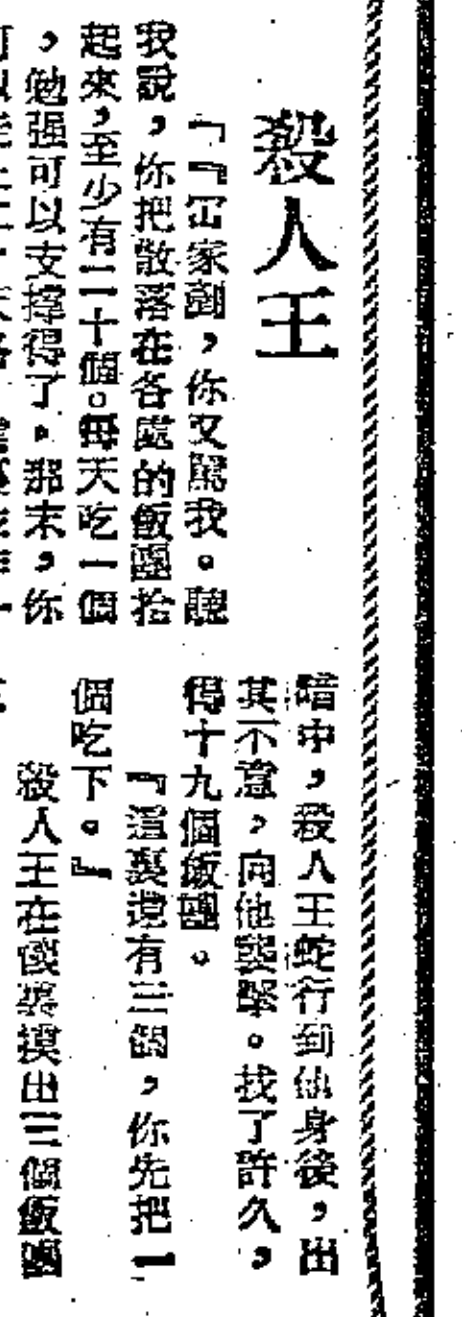 殺人王
「『冚家剷，你又罵我。聽
我說，你把散落在各處的飯團拾
起來，至少有二十個。每天吃一個
，勉强可以支撐得了。那末，你
暗中，殺人王蛇行到他身後，出
其不意，向他襲擊。找了許久，
得十九個飯團。
『這裏還有三個，你先把一
個吃下。』
殺人王在袋裏摸出三個飯團